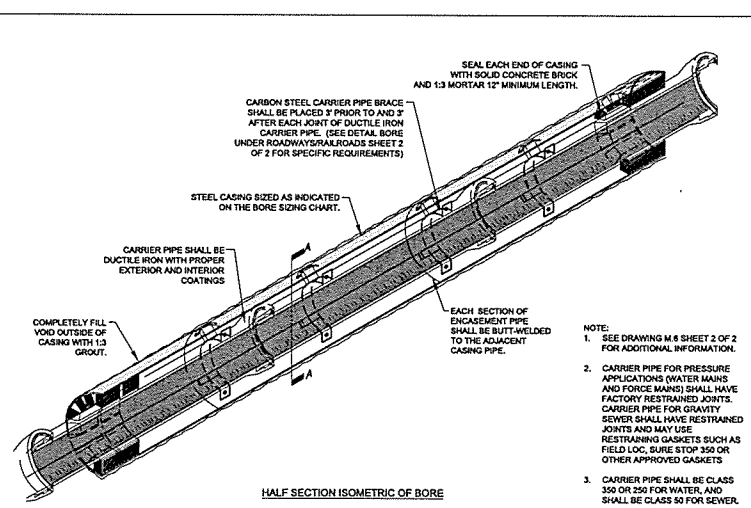 SEAL EACH END OF CASING
WITH SOLID CONCRETE BRICK
AND 1:3 MORTAR 12" MINIMUM LENGTH.
CARBON STEEL CARRIER PIPE BRACE
SHALL BE PLACED 3' PRIOR TO AND 3'
AFTER EACH JOINT OF DUCTILE IRON
CARRIER PIPE. (SEE DETAIL BORE
UNDER ROADWAYS/RAILROADS SHEET 2
OF 2 FOR SPECIFIC REQUIREMENTS)
STEEL CASING SIZED AS INDICATED
ON THE BORE SIZING CHART.
CARRIER PIPE SHALL BE
DUCTILE IRON WITH PROPER
EXTERIOR AND INTERIOR
COATINGS
A
COMPLETELY FILL
VOID OUTSIDE OF
CASING WITH 1:3
GROUT.
EACH SECTION OF
ENCASEMENT PIPE
SHALL BE BUTT-WELDED
TO THE ADJACENT
CASING PIPE.
A
NOTE:
1. SEE DRAWING M.6 SHEET 2 OF 2
FOR ADDITIONAL INFORMATION.
2. CARRIER PIPE FOR PRESSURE
APPLICATIONS (WATER MAINS
AND FORCE MAINS) SHALL HAVE
FACTORY RESTRAINED JOINTS.
CARRIER PIPE FOR GRAVITY
SEWER SHALL HAVE RESTRAINED
JOINTS AND MAY USE
RESTRAINING GASKETS SUCH AS
FIELD LOC, SURE STOP 350 OR
OTHER APPROVED GASKETS
3. CARRIER PIPE SHALL BE CLASS
350 OR 250 FOR WATER, AND
SHALL BE CLASS 50 FOR SEWER.
HALF SECTION ISOMETRIC OF BORE